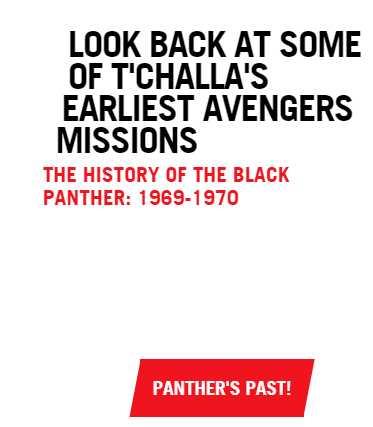 LOOK BACK AT SOME
OF T'CHALLA'S
EARLIEST AVENGERS
MISSIONS
THE HISTORY OF THE BLACK
PANTHER: 1969-1970
PANTHER'S PAST!